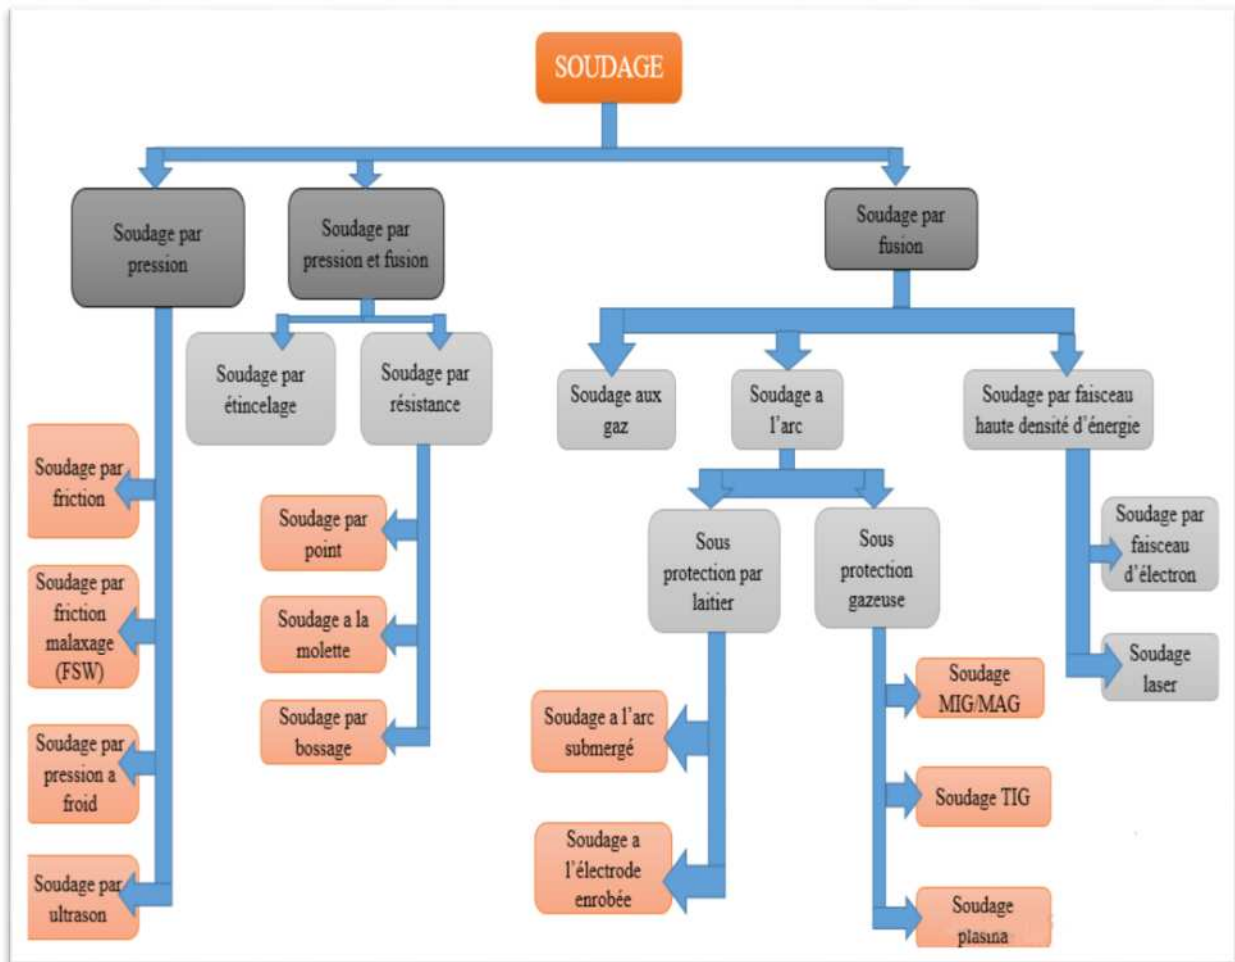 SOUDAGE
Soudage par
pression
Soudage par
pression et fusion
Soudage par
fusion
Soudage par
étincelage
Soudage par
résistance
Soudage aux
gaz
Soudage a
l'arc
Soudage par faisceau
haute densité d'énergie
Soudage par
friction
Soudage par
friction
malaxage
(FSW)
Soudage par
pression a
froid
Soudage par
ultrason
Soudage par
point
Soudage a la
molette
Soudage par
bossage
Sous
protection par
laitier
Sous
protection
gazeuse
Soudage par
faisceau
d'électron
Soudage
laser
Soudage a l'arc
submergé
Soudage a
l'électrode
enrobée
Soudage
MIG/MAG
Soudage TIG
Soudage
plasma